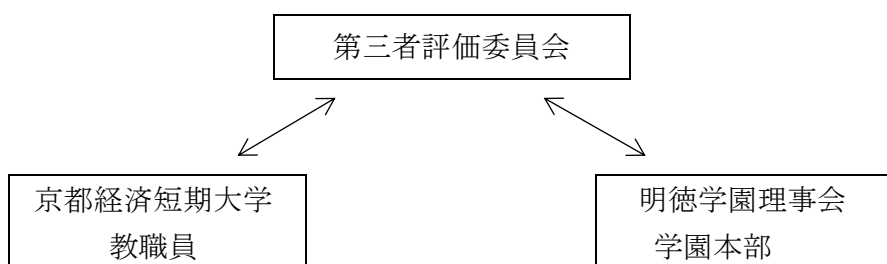 第三者評価委員会
京都経済短期大学
教職員
明徳学園理事会
学園本部